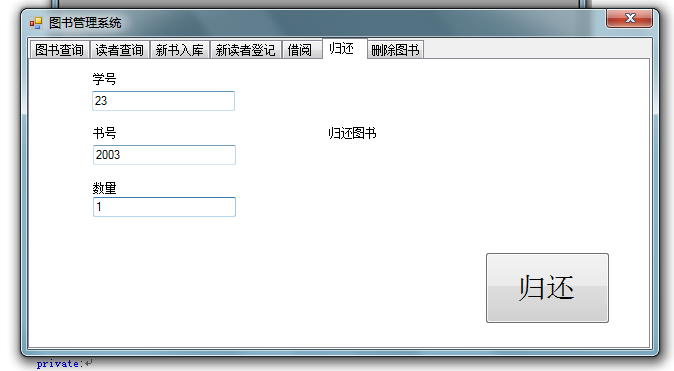 图书管理系统
图书查询 读者查询 新书入库 新读者登记 借阅 归还 删除图书
学号
23
书号 归还图书
2003
数量
1
归还
private: